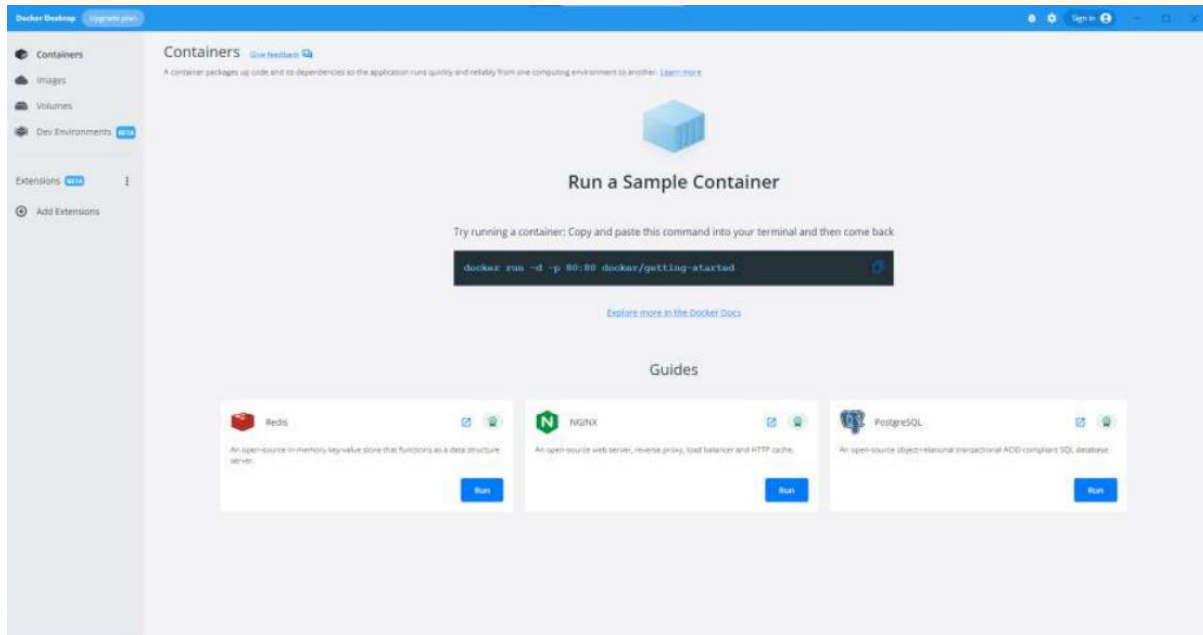 Docker Desktop Upgrade plan
Sign in
Containers
Images
Volumes
Dev Environments BETA
Extensions BETA
Add Extensions
Containers Give feedback
A container packages up code and its dependencies so the application runs quickly and reliably from one computing environment to another. Learn more
Run a Sample Container
Try running a container: Copy and paste this command into your terminal and then come back
docker run -d -p 80:80 docker/getting-started
Explore more in the Docker Docs
Guides
Redis
An open-source in-memory key-value store that functions as a data structure
server.
Run
NGINX
An open-source web server, reverse proxy, load balancer and HTTP cache.
Run
PostgreSQL
An open-source object-relational transactional ACID-compliant SQL database.
Run